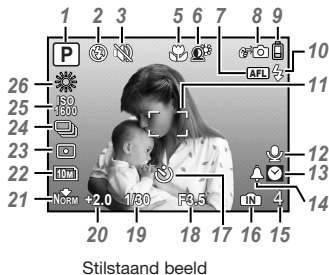 1 2 3 5 6 7 8 9
P AFL 10
26 11
25 ISO 1600
24
23 12
22 10M 13
21 NORM +2.0 1/30 F3.5 IN 4 14
20 19 18 17 16 15
Stilstaand beeld